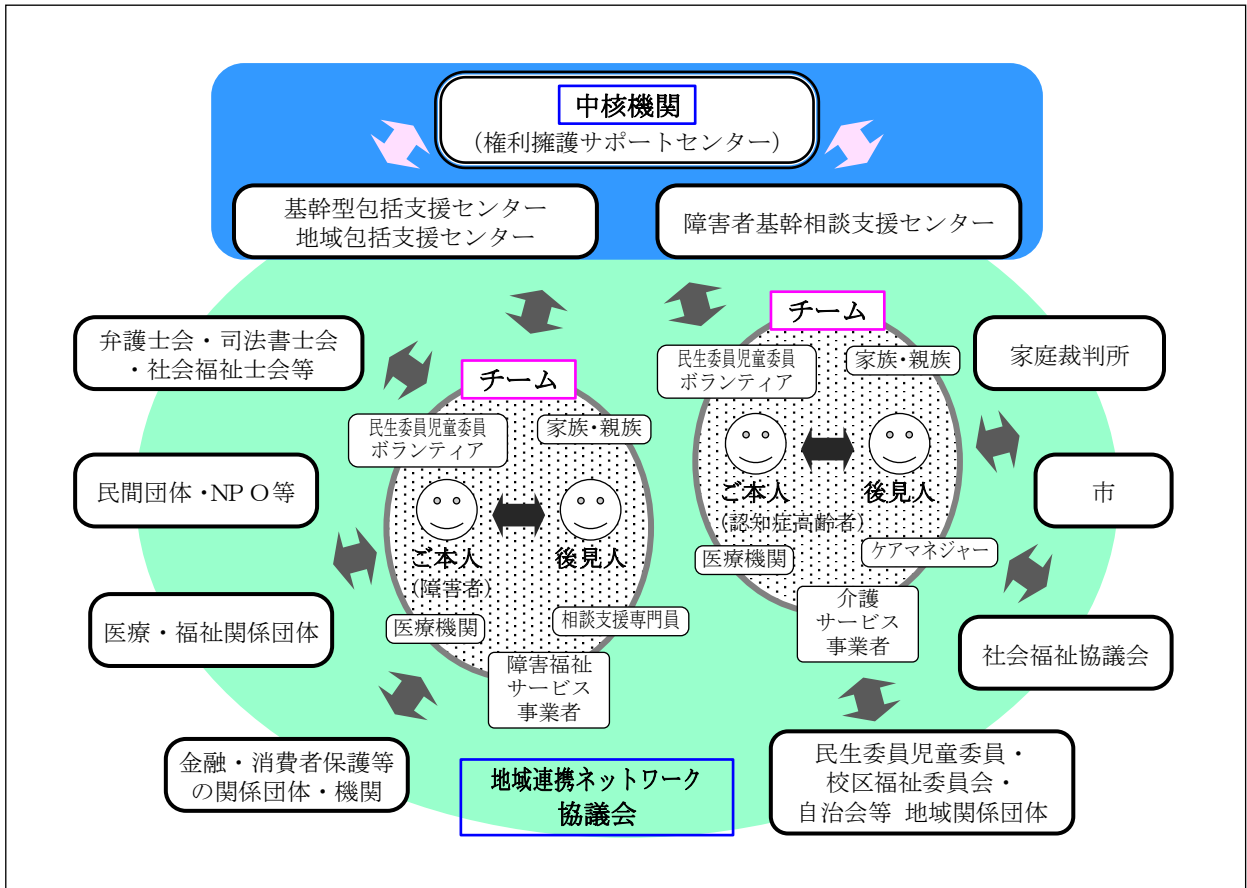 中核機関
（権利擁護サポートセンター）
基幹型包括支援センター
地域包括支援センター
障害者基幹相談支援センター
弁護士会・司法書士会
・社会福祉士会等
民間団体・NPO等
医療・福祉関係団体
金融・消費者保護等
の関係団体・機関
チーム
民生委員児童委員
ボランティア
家族・親族
ご本人
（障害者）
後見人
医療機関
相談支援専門員
障害福祉
サービス
事業者
チーム
民生委員児童委員
ボランティア
家族・親族
ご本人
（認知症高齢者）
後見人
医療機関
ケアマネジャー
介護
サービス
事業者
家庭裁判所
市
社会福祉協議会
民生委員児童委員・
校区福祉委員会・
自治会等 地域関係団体
地域連携ネットワーク
協議会